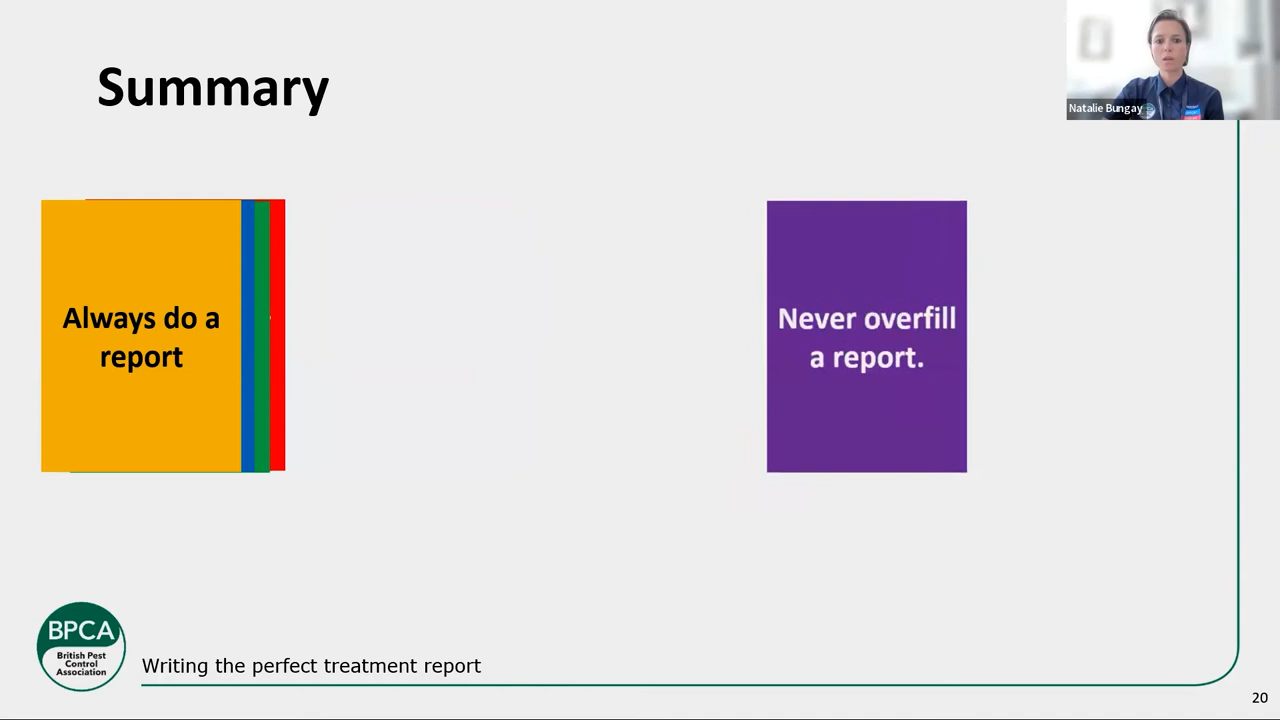 Summary
Natalie Bungay
Always do a
report
Never overfill
a report.
BPCA
British Pest
Control
Association
Writing the perfect treatment report
20